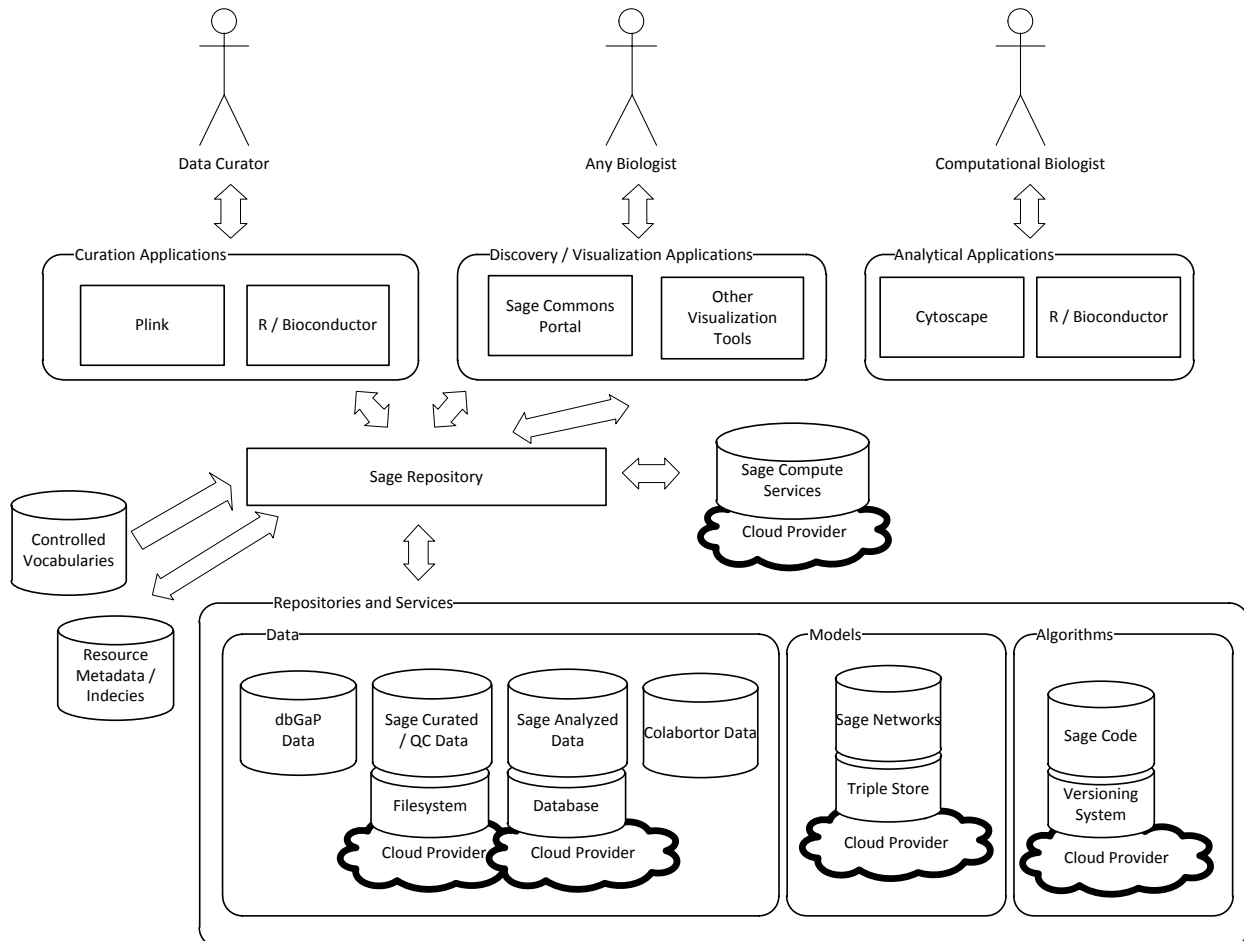 Data Curator
Any Biologist
Computational Biologist
Curation Applications
Discovery / Visualization Applications
Analytical Applications
Plink
R / Bioconductor
Sage Commons
Portal
Other
Visualization
Tools
Cytoscape
R / Bioconductor
Sage Repository
Sage Compute
Services
Cloud Provider
Controlled
Vocabularies
Resource
Metadata /
Indecies
Repositories and Services
Data
Models
Algorithms
dbGaP
Data
Sage Curated
/ QC Data
Filesystem
Cloud Provider
Sage Analyzed
Data
Database
Cloud Provider
Colabortor Data
Sage Networks
Triple Store
Cloud Provider
Sage Code
Versioning
System
Cloud Provider